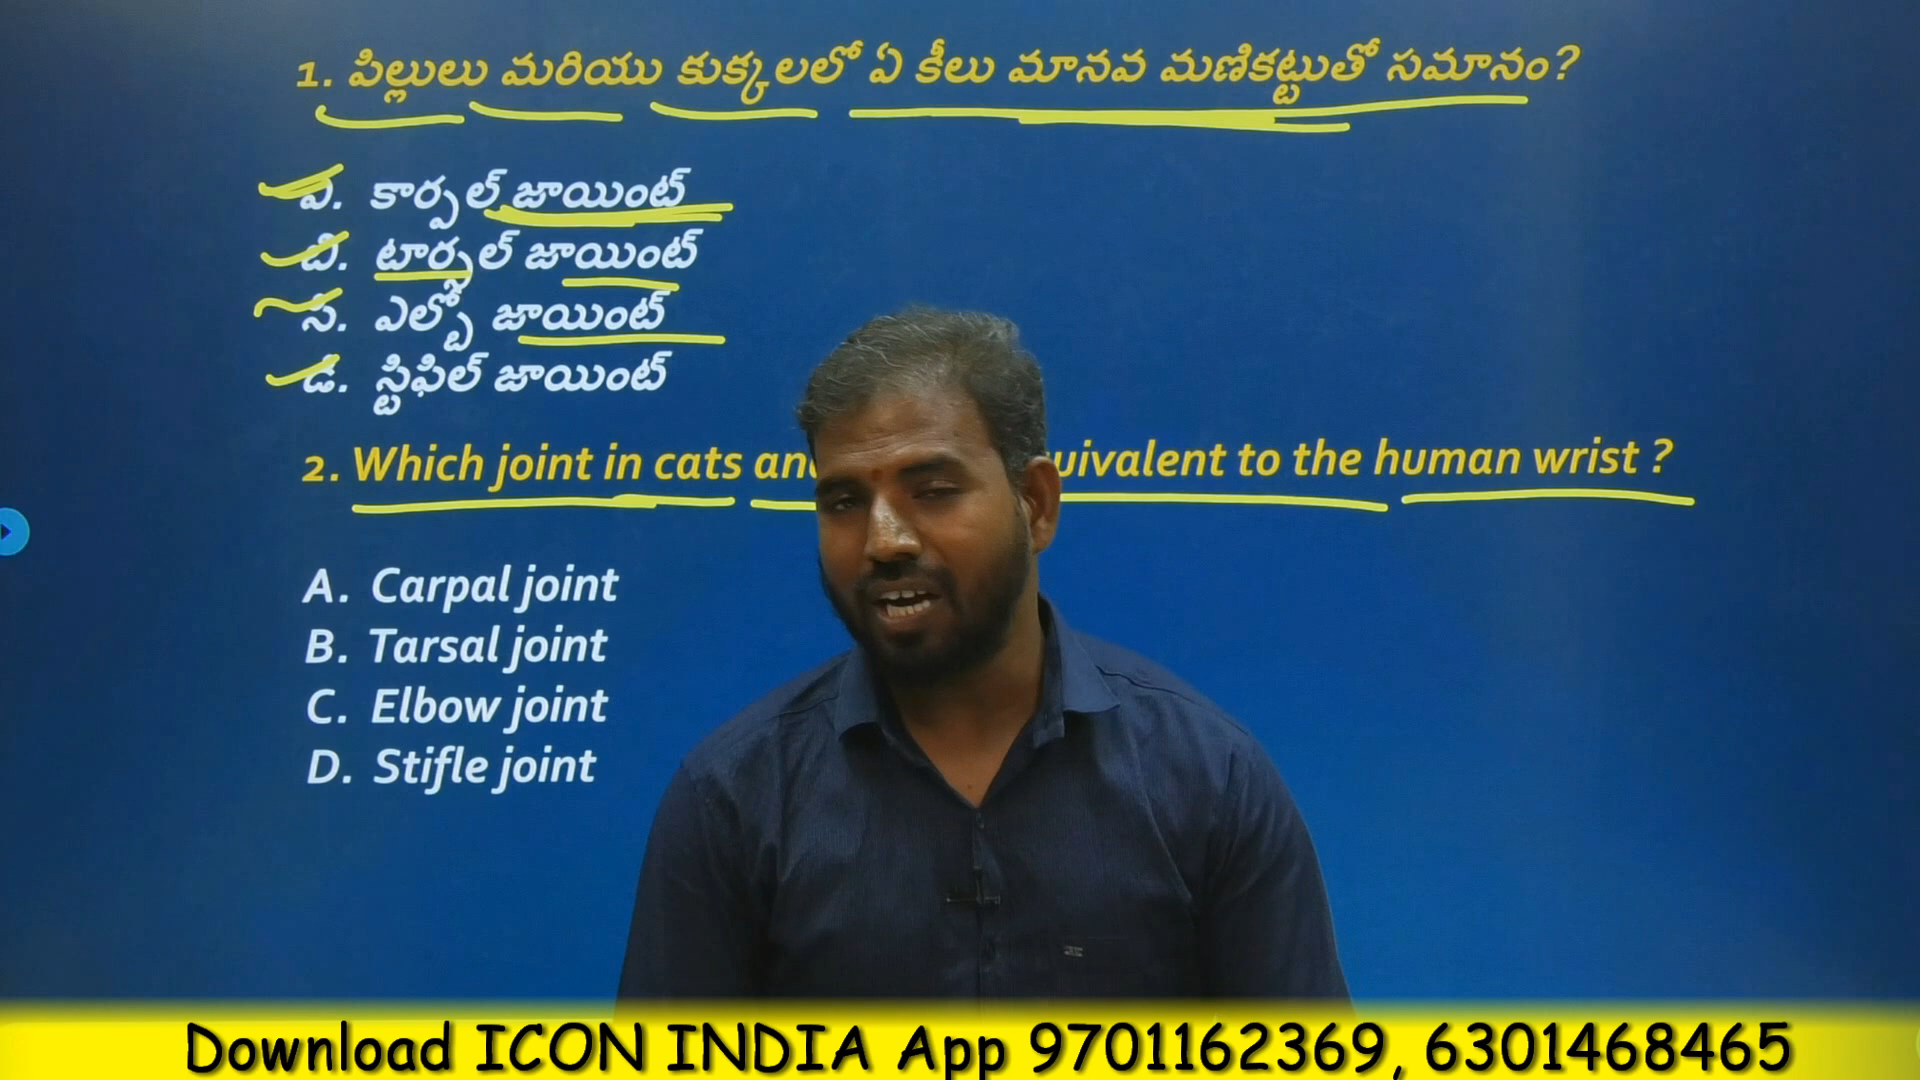 1. పిల్లులు మరియు కుక్కలలో ఏ కీలు మానవ మణికట్టుతో సమానం?
ఎ. కార్పల్ జాయింట్
బి. టార్సల్ జాయింట్
స. ఎల్బో జాయింట్
డి. స్టిఫిల్ జాయింట్
2. Which joint in cats and uivalent to the human wrist ?
A. Carpal joint
B. Tarsal joint
C. Elbow joint
D. Stifle joint
Download ICON INDIA App 9701162369, 6301468465